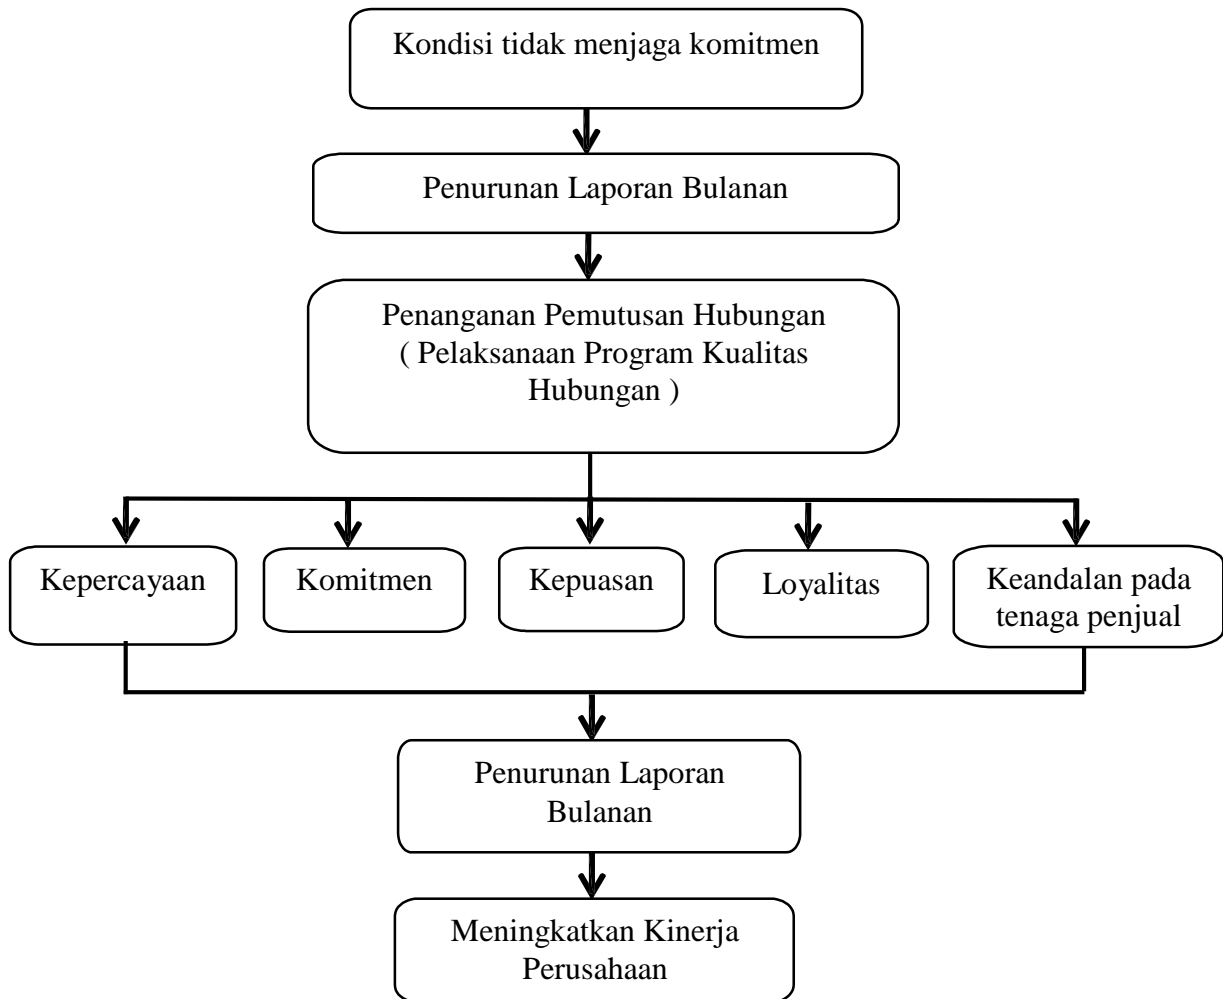 Kondisi tidak menjaga komitmen
Penurunan Laporan Bulanan
Penanganan Pemutusan Hubungan
( Pelaksanaan Program Kualitas
Hubungan )
Kepercayaan
Komitmen
Kepuasan
Loyalitas
Keandalan pada
tenaga penjual
Penurunan Laporan
Bulanan
Meningkatkan Kinerja
Perusahaan